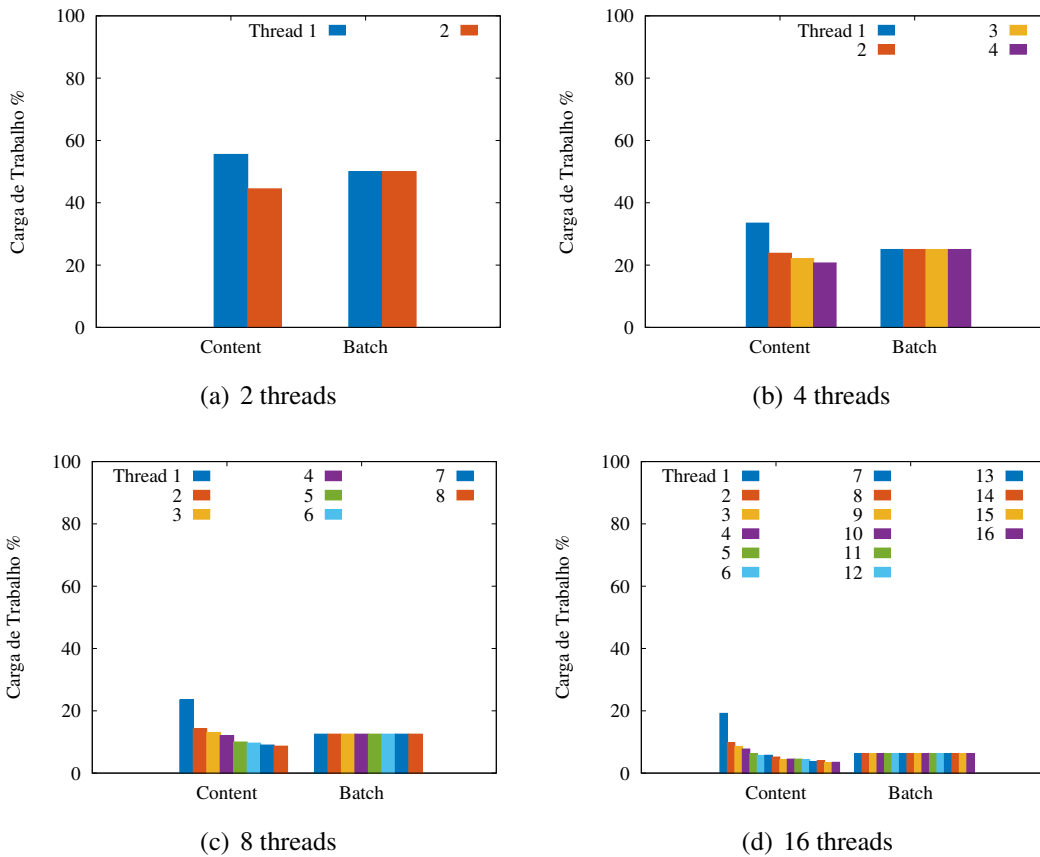 100
80
60
40
20
0
Carga de Trabalho %
Thread 1
2
Content
Batch
(a) 2 threads
100
80
60
40
20
0
Carga de Trabalho %
Thread 1
2
3
4
Content
Batch
(b) 4 threads
100
80
60
40
20
0
Carga de Trabalho %
Thread 1
2
3
4
5
6
7
8
Content
Batch
(c) 8 threads
100
80
60
40
20
0
Carga de Trabalho %
Thread 1
2
3
4
5
6
7
8
9
10
11
12
13
14
15
16
Content
Batch
(d) 16 threads